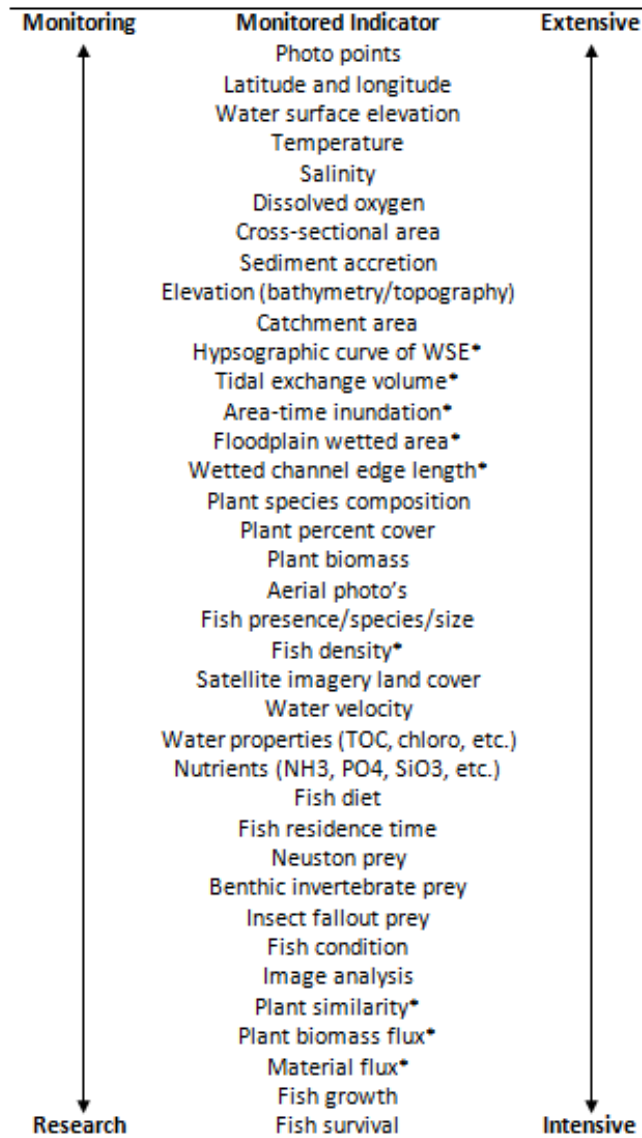 Monitoring Monitored Indicator Extensive
Photo points
Latitude and longitude
Water surface elevation
Temperature
Salinity
Dissolved oxygen
Cross-sectional area
Sediment accretion
Elevation (bathymetry/topography)
Catchment area
Hypsographic curve of WSE*
Tidal exchange volume*
Area-time inundation*
Floodplain wetted area*
Wetted channel edge length*
Plant species composition
Plant percent cover
Plant biomass
Aerial photo's
Fish presence/species/size
Fish density*
Satellite imagery land cover
Water velocity
Water properties (TOC, chloro, etc.)
Nutrients (NH3, PO4, SiO3, etc.)
Fish diet
Fish residence time
Neuston prey
Benthic invertebrate prey
Insect fallout prey
Fish condition
Image analysis
Plant similarity*
Plant biomass flux*
Material flux*
Fish growth
Research Fish survival Intensive